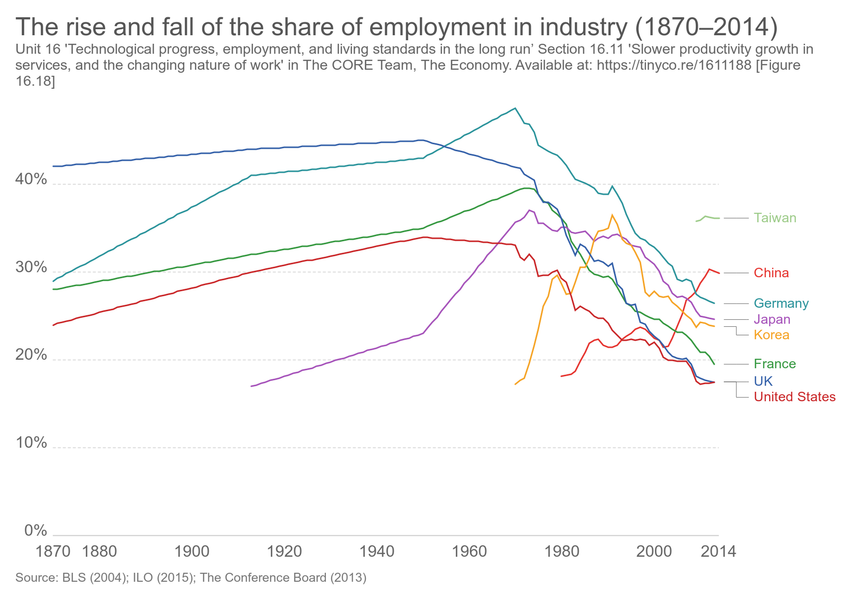 The rise and fall of the share of employment in industry (1870–2014)
Unit 16 'Technological progress, employment, and living standards in the long run’ Section 16.11 'Slower productivity growth in
services, and the changing nature of work' in The CORE Team, The Economy. Available at: https://tinyco.re/1611188 [Figure
16.18]
40%
30%
20%
10%
0%
Taiwan
China
Germany
Japan
Korea
France
UK
United States
1870 1880 1900 1920 1940 1960 1980 2000 2014
Source: BLS (2004); ILO (2015); The Conference Board (2013)